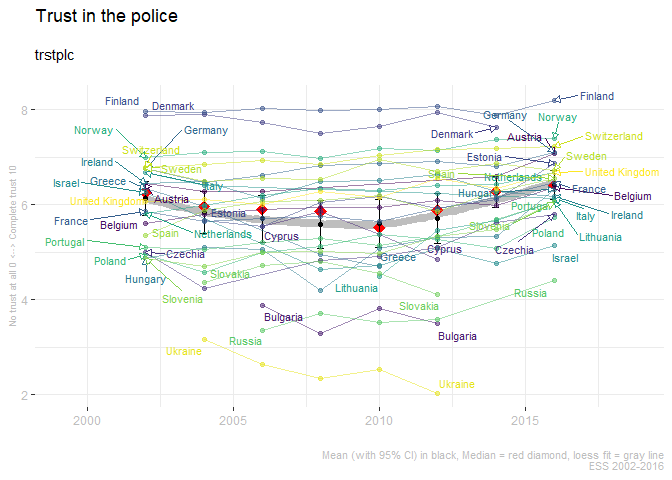 Trust in the police
trstplc
No trust at all 0 <--> Complete trust 10
8
6
4
2
2000
2005
2010
2015
Finland
Denmark
Norway
Germany
Switzerland
Ireland
Sweden
Israel
Greece
Italy
United Kingdom
Austria
Estonia
France
Belgium
Netherlands
Spain
Portugal
Czechia
Poland
Hungary
Slovenia
Slovakia
Cyprus
Bulgaria
Russia
Ukraine
Lithuania
Greece
Finland
Norway
Germany
Denmark
Austria
Switzerland
Estonia
Sweden
Spain
Netherlands
United Kingdom
Hungary
France
Belgium
Portugal
Italy
Ireland
Slovenia
Poland
Lithuania
Cyprus
Czechia
Israel
Russia
Slovakia
Bulgaria
Ukraine
Mean (with 95% CI) in black, Median = red diamond, loess fit = gray line
ESS 2002-2016